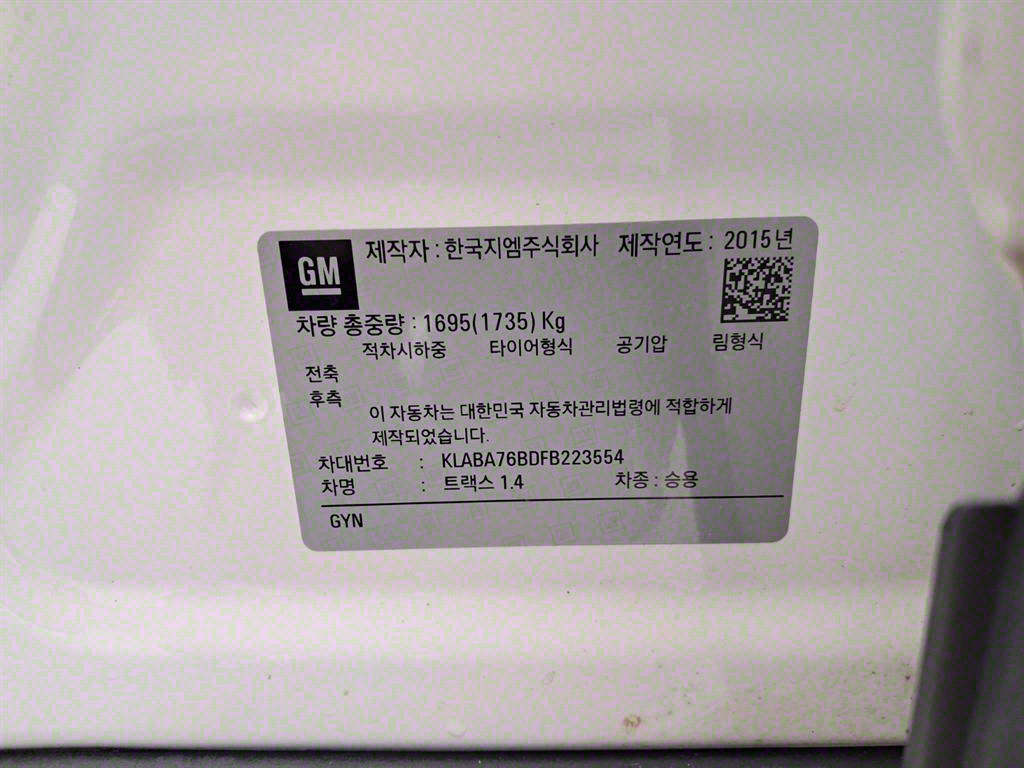 GM 제작자 : 한국지엠주식회사 제작연도 : 2015년
차량 총중량 : 1695(1735) Kg
적차시하중 타이어형식 공기압 림형식
전축
후측
이 자동차는 대한민국 자동차관리법령에 적합하게
제작되었습니다.
차대번호 : KLABA76BDFB223554
차명 : 트랙스 1.4 차종 : 승용
GYN